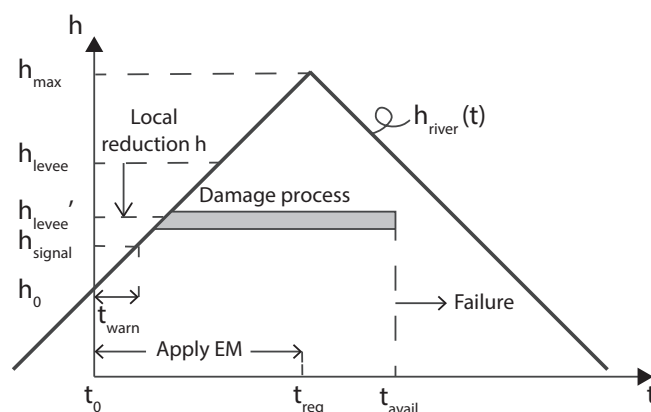 h
h_max
Local
reduction h
h_river(t)
h_levee
Damage process
h_levee'
h_signal
h_0
Failure
t_warn
Apply EM
t_0
t_req
t_avail
t